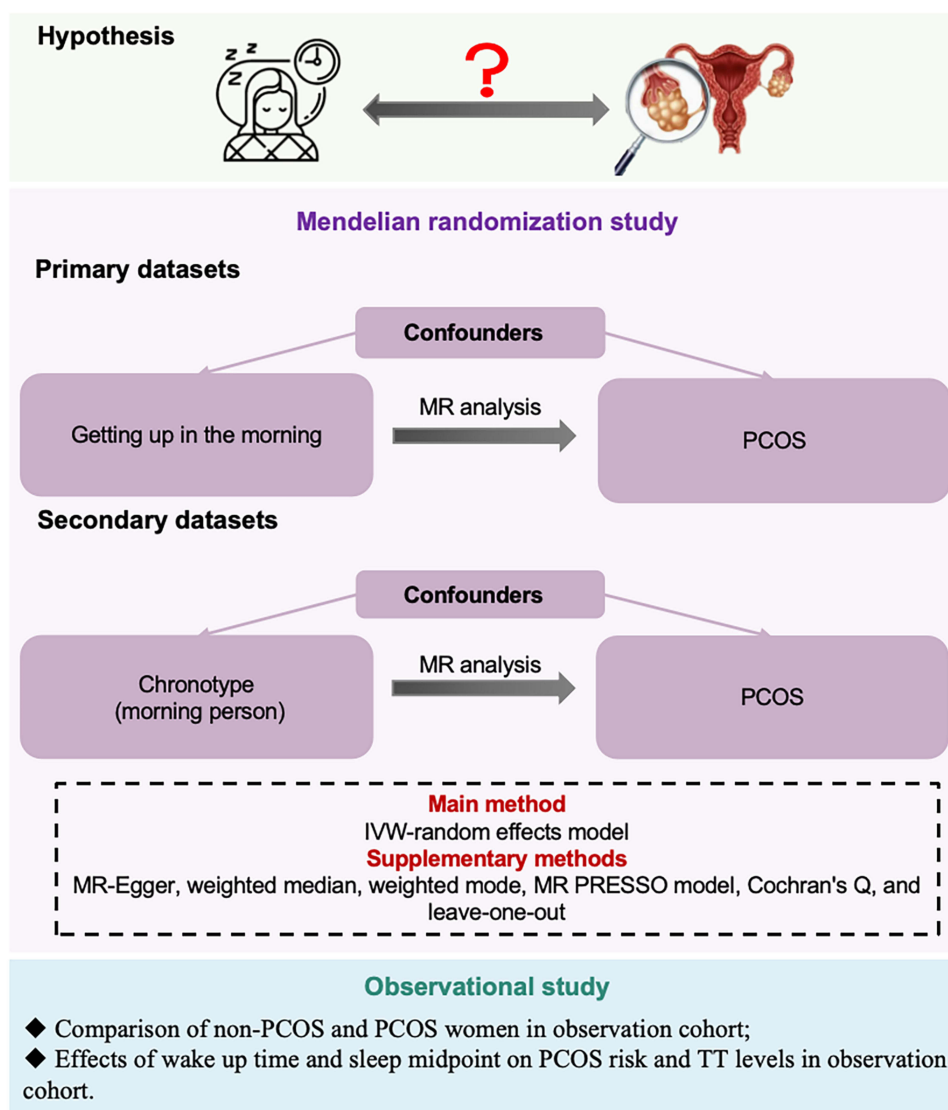 Hypothesis
z z
Z
Z
?
Mendelian randomization study
Primary datasets
Confounders
Getting up in the morning
MR analysis
PCOS
Secondary datasets
Confounders
Chronotype
(morning person)
MR analysis
PCOS
Main method
IVW-random effects model
Supplementary methods
MR-Egger, weighted median, weighted mode, MR PRESSO model, Cochran's Q, and
leave-one-out
Observational study
◆ Comparison of non-PCOS and PCOS women in observation cohort;
◆ Effects of wake up time and sleep midpoint on PCOS risk and TT levels in observation
cohort.